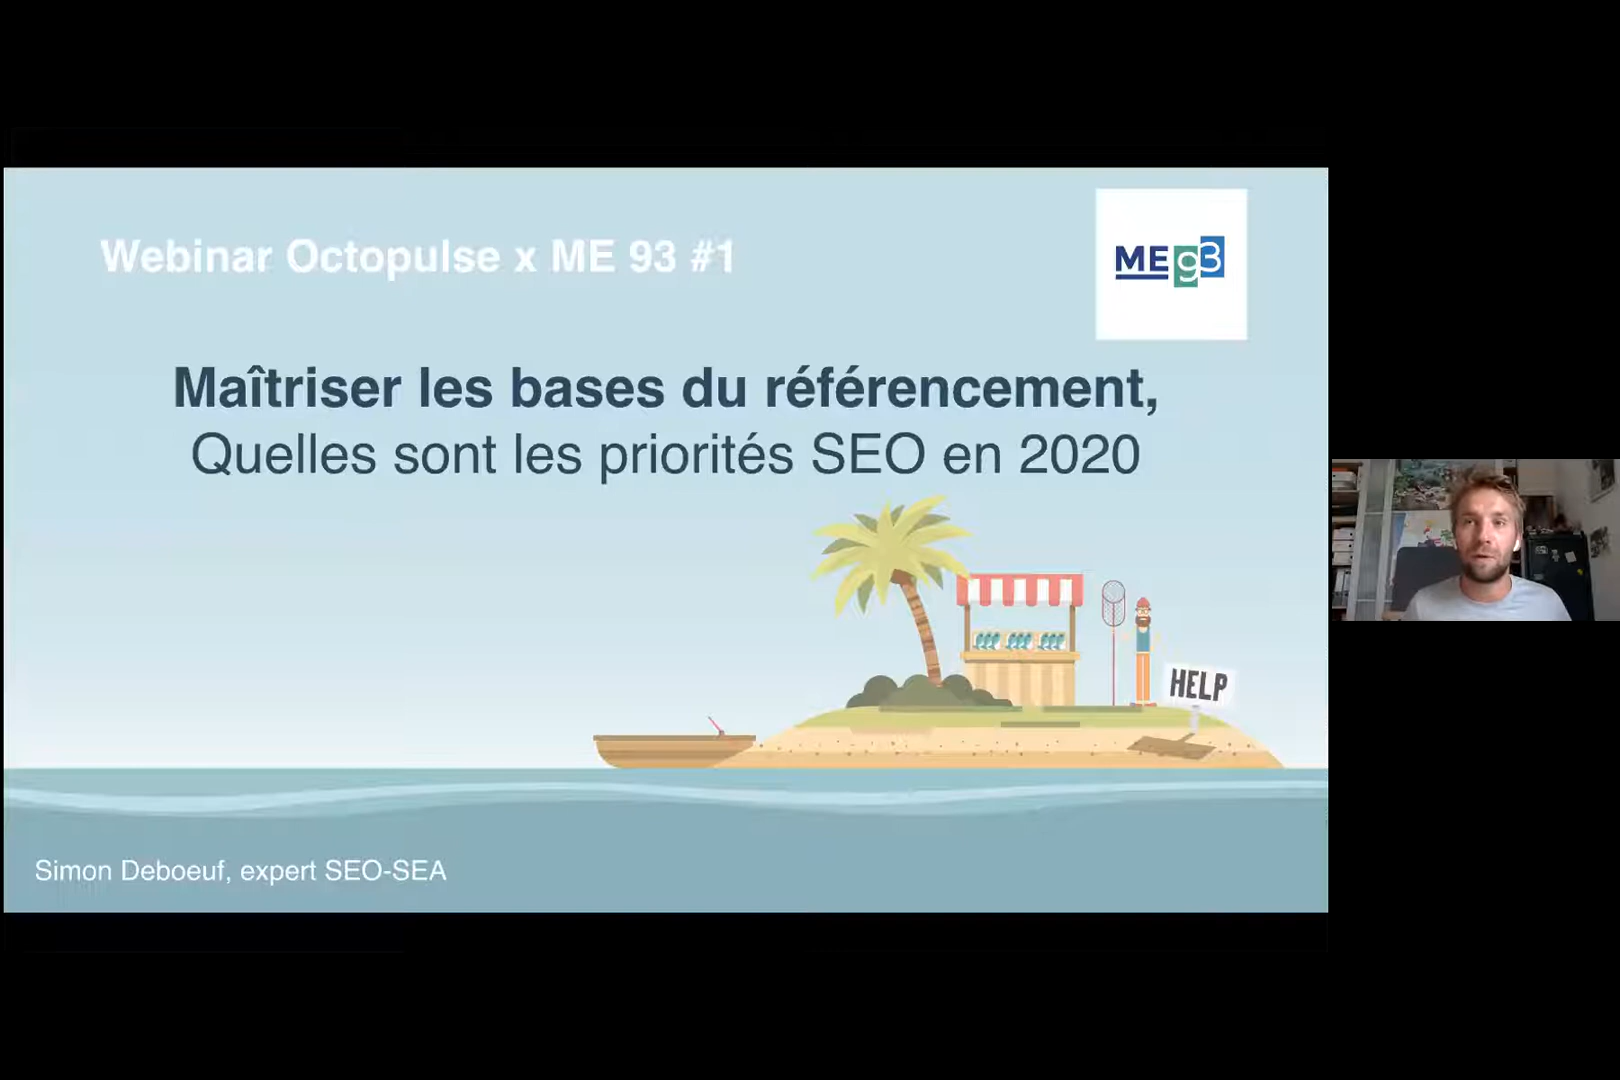 Webinar Octopulse x ME 93 #1
ME93
Maîtriser les bases du référencement,
Quelles sont les priorités SEO en 2020
HELP
Simon Deboeuf, expert SEO-SEA